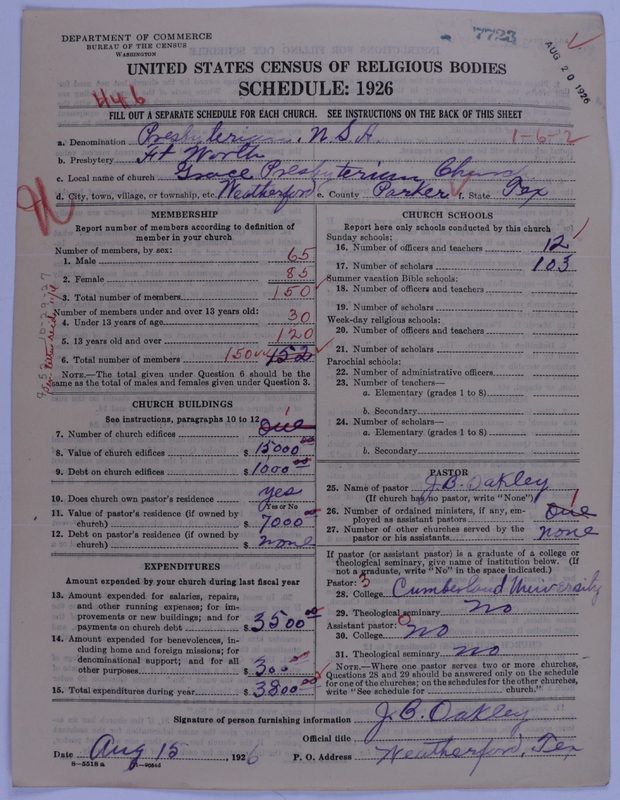 DEPARTMENT OF COMMERCE
BUREAU OF THE CENSUS
WASHINGTON
7723
AUG 20 1926
UNITED STATES CENSUS OF RELIGIOUS BODIES
SCHEDULE: 1926
446
FILL OUT A SEPARATE SCHEDULE FOR EACH CHURCH. SEE INSTRUCTIONS ON THE BACK OF THIS SHEET
a. Denomination Presbyterian, U.S.A. 1-6-2
b. Presbytery Ft Worth
c. Local name of church Grace Presbyterian Church
d. City, town, village, or township, etc. Weatherford e. County Parker f. State Tex
MEMBERSHIP
Report number of members according to definition of
member in your church
Number of members, by sex:
1. Male 65
2. Female 85
3. Total number of members 150
Number of members under and over 13 years old:
4. Under 13 years of age 30
5. 13 years old and over 120
6. Total number of members 150 152
NOTE.—The total given under Question 6 should be the
same as the total of males and females given under Question 3.
CHURCH BUILDINGS
See instructions, paragraphs 10 to 12
7. Number of church edifices One 1
8. Value of church edifices $ 15000 00
9. Debt on church edifices $ 1000 00
10. Does church own pastor's residence yes
Yes or No
11. Value of pastor's residence (if owned by
church) $ 7000 00
12. Debt on pastor's residence (if owned by
church) $ none
EXPENDITURES
Amount expended by your church during last fiscal year
13. Amount expended for salaries, repairs,
and other running expenses; for im-
provements or new buildings; and for
payments on church debt $ 3500 00
14. Amount expended for benevolences, in-
cluding home and foreign missions; for
denominational support; and for all
other purposes $ 300 00
15. Total expenditures during year $ 3800 00
CHURCH SCHOOLS
Report here only schools conducted by this church
Sunday schools:
16. Number of officers and teachers 12
17. Number of scholars 103
Summer vacation Bible schools:
18. Number of officers and teachers
19. Number of scholars
Week-day religious schools:
20. Number of officers and teachers
21. Number of scholars
Parochial schools:
22. Number of administrative officers
23. Number of teachers—
a. Elementary (grades 1 to 8)
b. Secondary
24. Number of scholars—
a. Elementary (grades 1 to 8)
b. Secondary
PASTOR
25. Name of pastor J.B. Oakley
(If church has no pastor, write "None")
26. Number of ordained ministers, if any, em-
ployed as assistant pastors One 1
27. Number of other churches served by the
pastor or his assistants none
If pastor (or assistant pastor) is a graduate of a college or
theological seminary, give name of institution below. (If
not a graduate, write "No" in the space indicated.)
Pastor: 3
28. College Cumberland University
29. Theological seminary no
Assistant pastor: 0
30. College no
31. Theological seminary no
NOTE.—Where one pastor serves two or more churches,
Questions 28 and 29 should be answered only on the schedule
for one of the churches; on the schedules for the other churches,
write "See schedule for church."
Signature of person furnishing information J.B. Oakley
Official title
Date Aug 15, 1926 P. O. Address Weatherford, Tex
8-5518 a